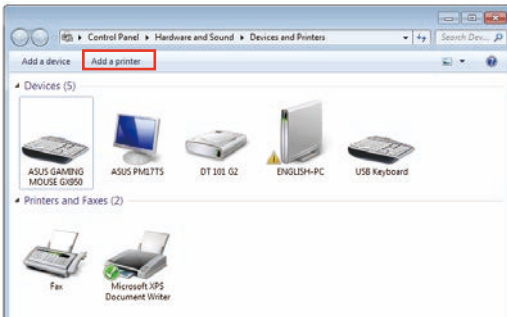 Control Panel ▸ Hardware and Sound ▸ Devices and Printers
Search Dev...
Add a device Add a printer
Devices (5)
ASUS GAMING MOUSE GX950
ASUS PM17TS
DT 101 G2
ENGLISH-PC
USB Keyboard
Printers and Faxes (2)
Fax
Microsoft XPS Document Writer